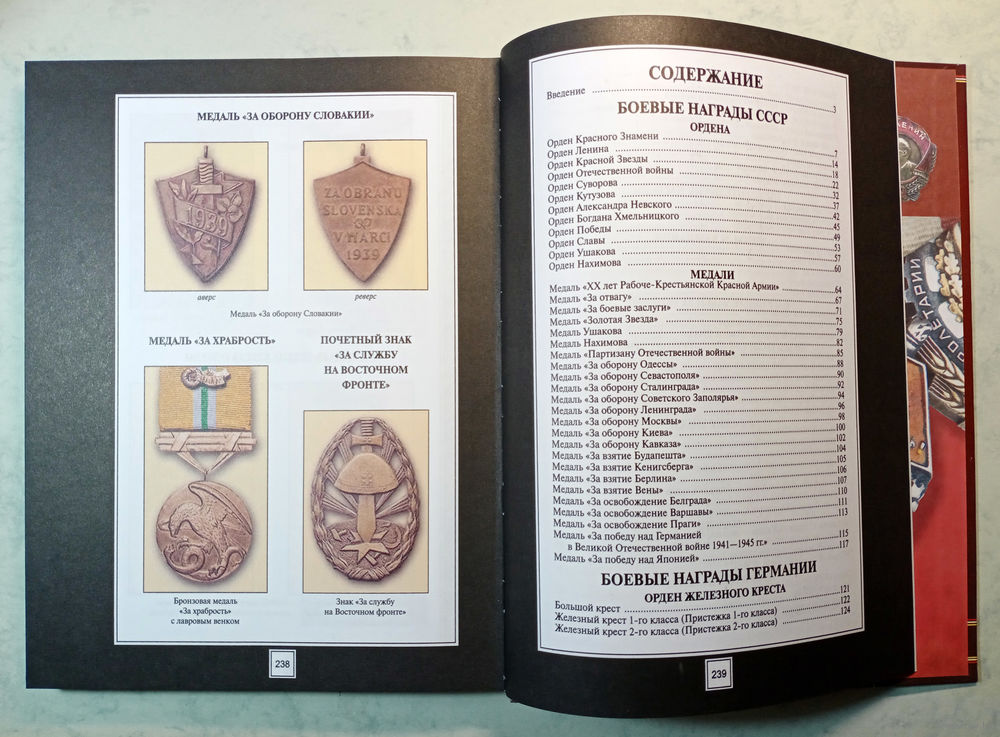 МЕДАЛЬ «ЗА ОБОРОНУ СЛОВАКИИ»
1939
ZA OBRANU
SLOVENSKA
V MARCI
1939
аверс
реверс
Медаль «За оборону Словакии»
МЕДАЛЬ «ЗА ХРАБРОСТЬ»
Бронзовая медаль
«За храбрость»
с лавровым венком
ПОЧЕТНЫЙ ЗНАК
«ЗА СЛУЖБУ
НА ВОСТОЧНОМ
ФРОНТЕ»
Знак «За службу
на Восточном фронте»
238
СОДЕРЖАНИЕ
Введение 3
БОЕВЫЕ НАГРАДЫ СССР
ОРДЕНА
Орден Красного Знамени 7
Орден Ленина 14
Орден Красной Звезды 18
Орден Отечественной войны 22
Орден Суворова 32
Орден Кутузова 37
Орден Александра Невского 42
Орден Богдана Хмельницкого 45
Орден Победы 49
Орден Славы 53
Орден Ушакова 57
Орден Нахимова 60
МЕДАЛИ
Медаль «XX лет Рабоче-Крестьянской Красной Армии» 64
Медаль «За отвагу» 67
Медаль «За боевые заслуги» 71
Медаль «Золотая Звезда» 75
Медаль Ушакова 79
Медаль Нахимова 82
Медаль «Партизану Отечественной войны» 85
Медаль «За оборону Одессы» 88
Медаль «За оборону Севастополя» 90
Медаль «За оборону Сталинграда» 92
Медаль «За оборону Советского Заполярья» 94
Медаль «За оборону Ленинграда» 96
Медаль «За оборону Москвы» 98
Медаль «За оборону Киева» 100
Медаль «За оборону Кавказа» 102
Медаль «За взятие Будапешта» 104
Медаль «За взятие Кенигсберга» 105
Медаль «За взятие Берлина» 106
Медаль «За взятие Вены» 107
Медаль «За освобождение Белграда» 110
Медаль «За освобождение Варшавы» 111
Медаль «За освобождение Праги» 113
Медаль «За победу над Германией
в Великой Отечественной войне 1941—1945 гг.» 115
Медаль «За победу над Японией» 117
БОЕВЫЕ НАГРАДЫ ГЕРМАНИИ
ОРДЕН ЖЕЛЕЗНОГО КРЕСТА
Большой крест 121
Железный крест 1-го класса (Пристежка 1-го класса) 122
Железный крест 2-го класса (Пристежка 2-го класса) 124
239